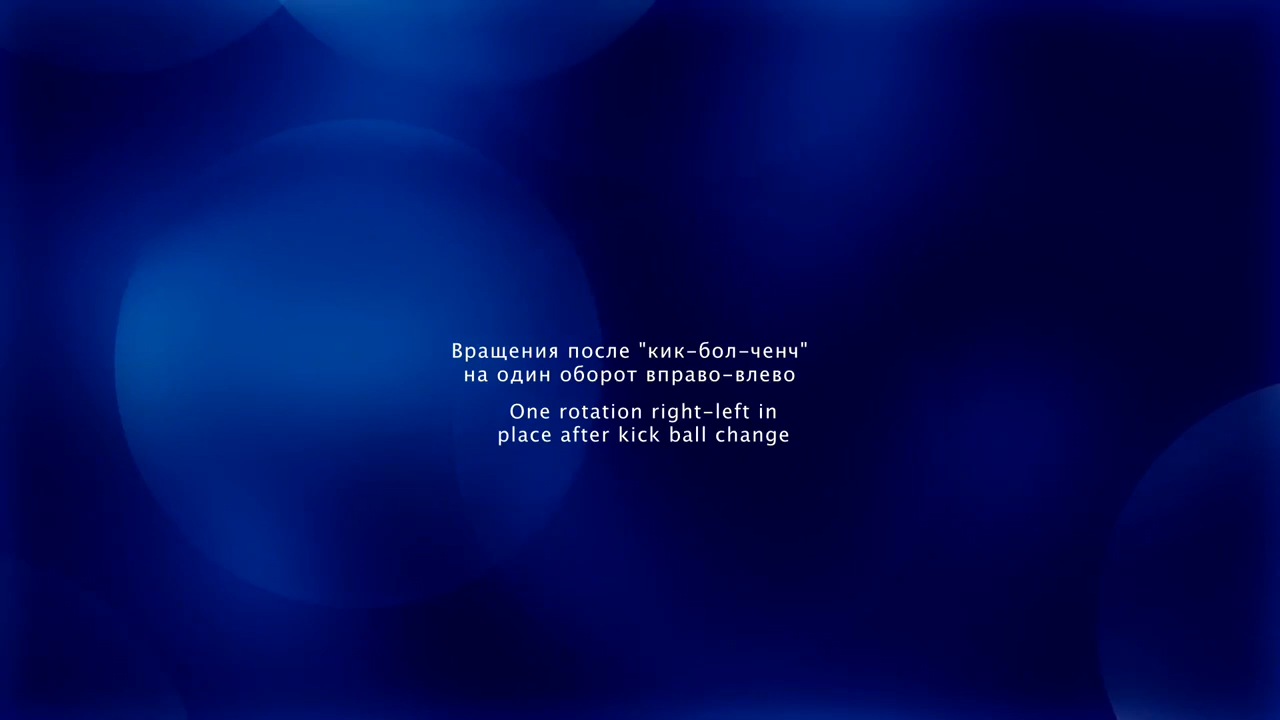 Вращения после "кик-бол-ченч"
на один оборот вправо-влево
One rotation right-left in
place after kick ball change